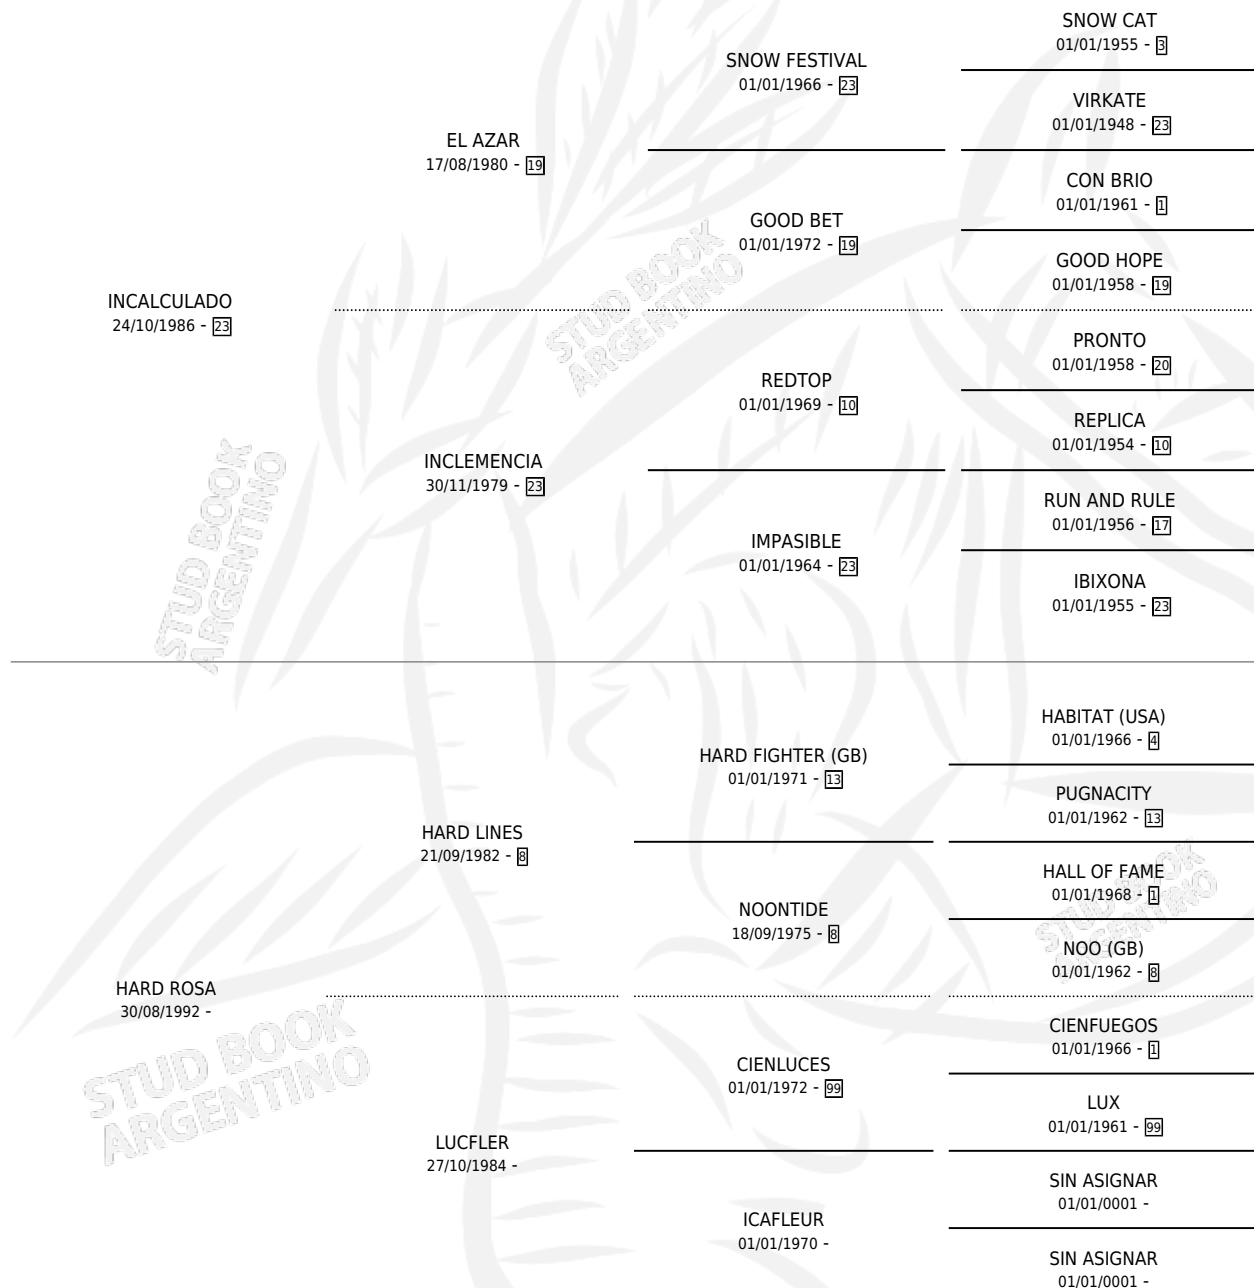 SNOW CAT
01/01/1955 - 3
SNOW FESTIVAL
01/01/1966 - 23
VIRKATE
01/01/1948 - 23
EL AZAR
17/08/1980 - 19
CON BRIO
01/01/1961 - 1
GOOD BET
01/01/1972 - 19
GOOD HOPE
01/01/1958 - 19
INCALCULADO
24/10/1986 - 23
PRONTO
01/01/1958 - 20
REDTOP
01/01/1969 - 10
REPLICA
01/01/1954 - 10
INCLEMENCIA
30/11/1979 - 23
RUN AND RULE
01/01/1956 - 17
IMPASIBLE
01/01/1964 - 23
IBIXONA
01/01/1955 - 23
HABITAT (USA)
01/01/1966 - 4
HARD FIGHTER (GB)
01/01/1971 - 13
PUGNACITY
01/01/1962 - 13
HARD LINES
21/09/1982 - 8
HALL OF FAME
01/01/1968 - 1
NOONTIDE
18/09/1975 - 8
NOO (GB)
01/01/1962 - 8
HARD ROSA
30/08/1992 -
CIENFUEGOS
01/01/1966 - 1
CIENLUCES
01/01/1972 - 99
LUX
01/01/1961 - 99
LUCFLER
27/10/1984 -
SIN ASIGNAR
01/01/0001 -
ICAFLEUR
01/01/1970 -
SIN ASIGNAR
01/01/0001 -
STUD BOOK
ARGENTINO
STUD BOOK
ARGENTINO
STUD BOOK
ARGENTINO
STUD BOOK
ARGENTINO